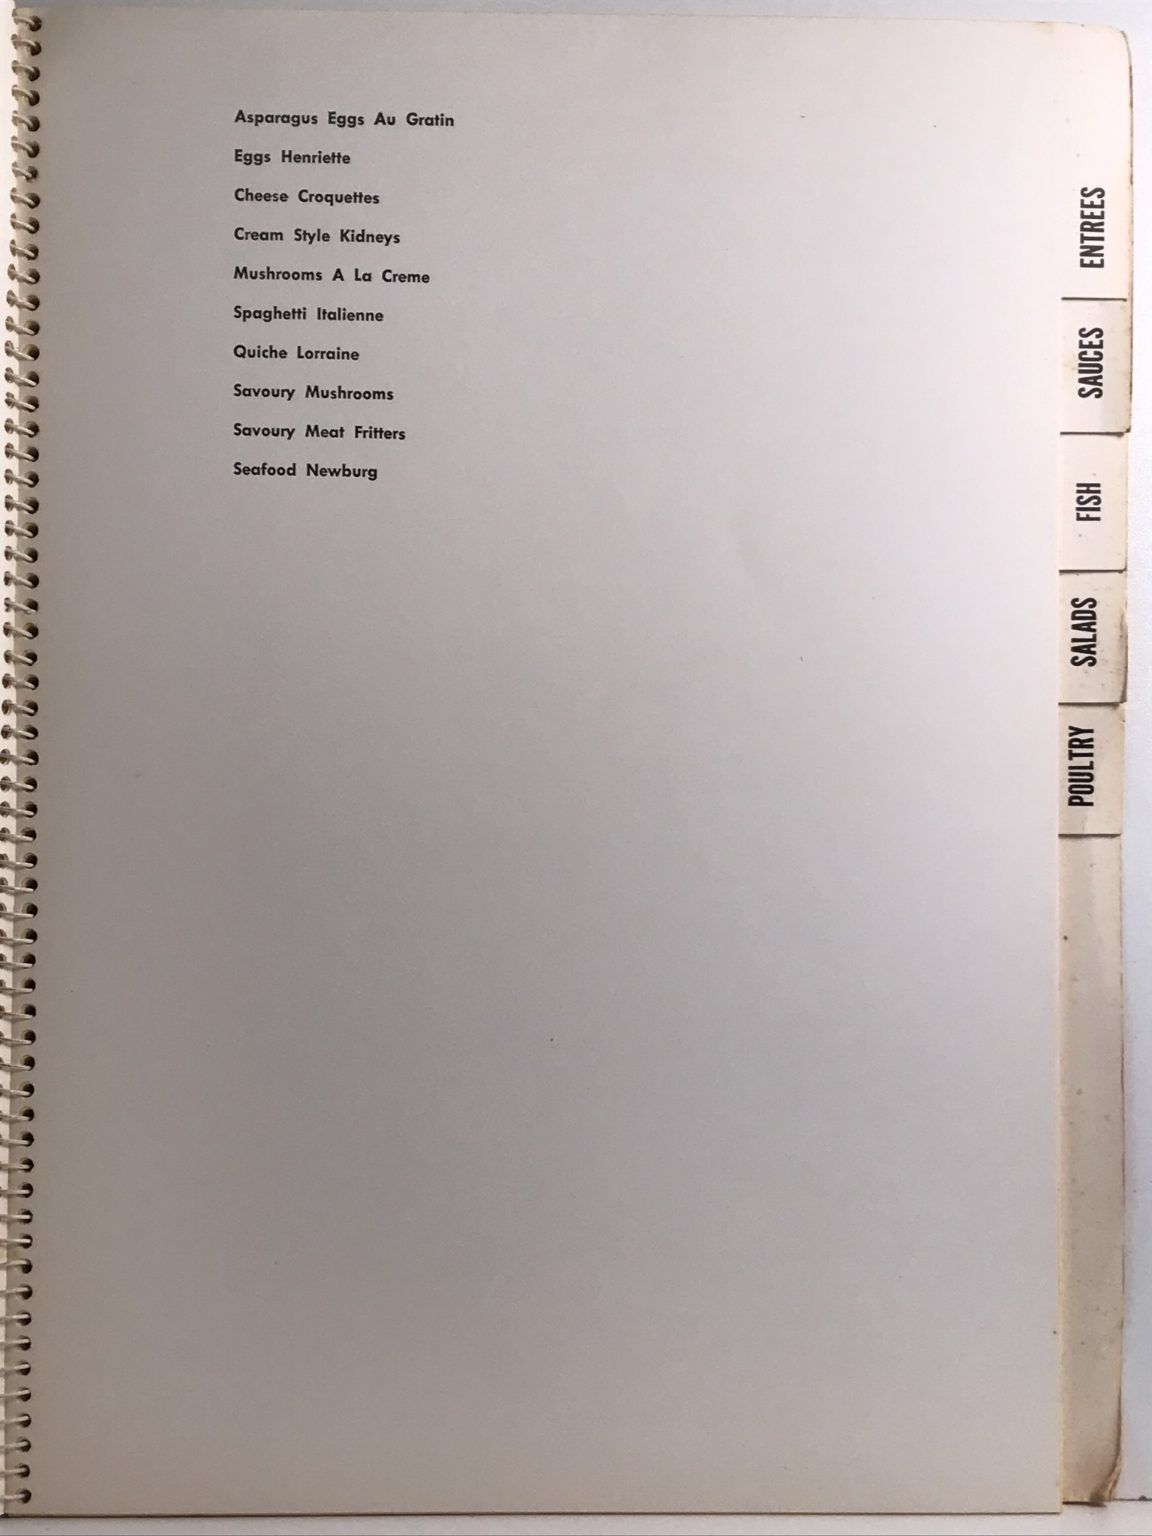 Asparagus Eggs Au Gratin
Eggs Henriette
Cheese Croquettes
Cream Style Kidneys
Mushrooms A La Creme
Spaghetti Italienne
Quiche Lorraine
Savoury Mushrooms
Savoury Meat Fritters
Seafood Newburg
ENTREES
SAUCES
FISH
SALADS
POULTRY